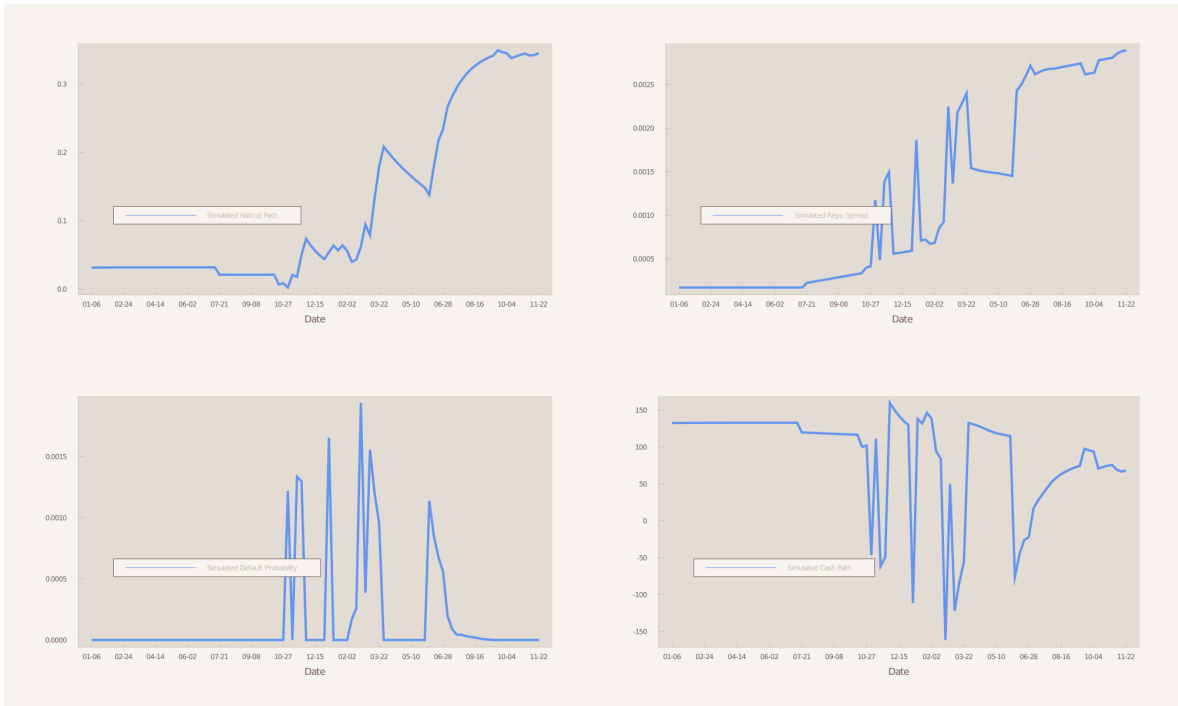 0.3
0.2
0.1
0.0
Simulated Haircut Path
01-06 02-24 04-14 06-02 07-21 09-08 10-27 12-15 02-02 03-22 05-10 06-28 08-16 10-04 11-22
Date
0.0025
0.0020
0.0015
0.0010
0.0005
Simulated Repo Spread
01-06 02-24 04-14 06-02 07-21 09-08 10-27 12-15 02-02 03-22 05-10 06-28 08-16 10-04 11-22
Date
0.0015
0.0010
0.0005
0.0000
Simulated Default Probability
01-06 02-24 04-14 06-02 07-21 09-08 10-27 12-15 02-02 03-22 05-10 06-28 08-16 10-04 11-22
Date
150
100
50
0
-50
-100
-150
Simulated Cash Path
01-06 02-24 04-14 06-02 07-21 09-08 10-27 12-15 02-02 03-22 05-10 06-28 08-16 10-04 11-22
Date